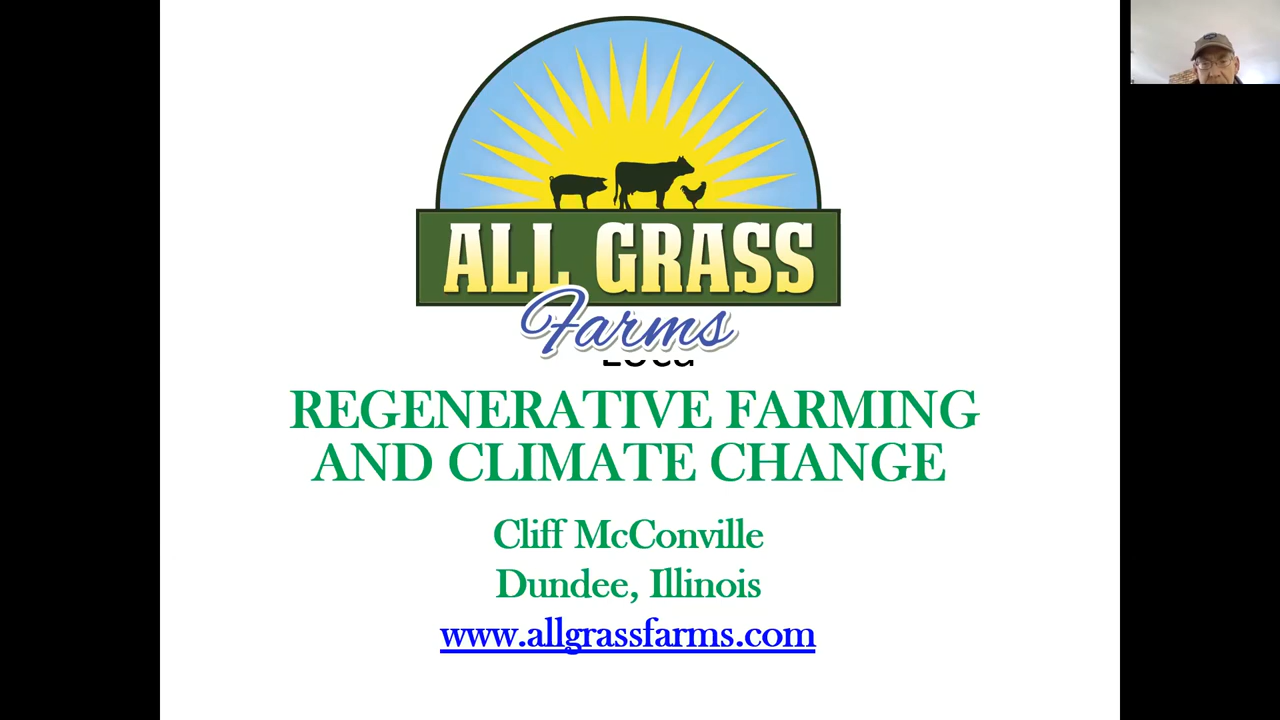 ALL GRASS
Farms
REGENERATIVE FARMING
AND CLIMATE CHANGE
Cliff McConville
Dundee, Illinois
www.allgrassfarms.com